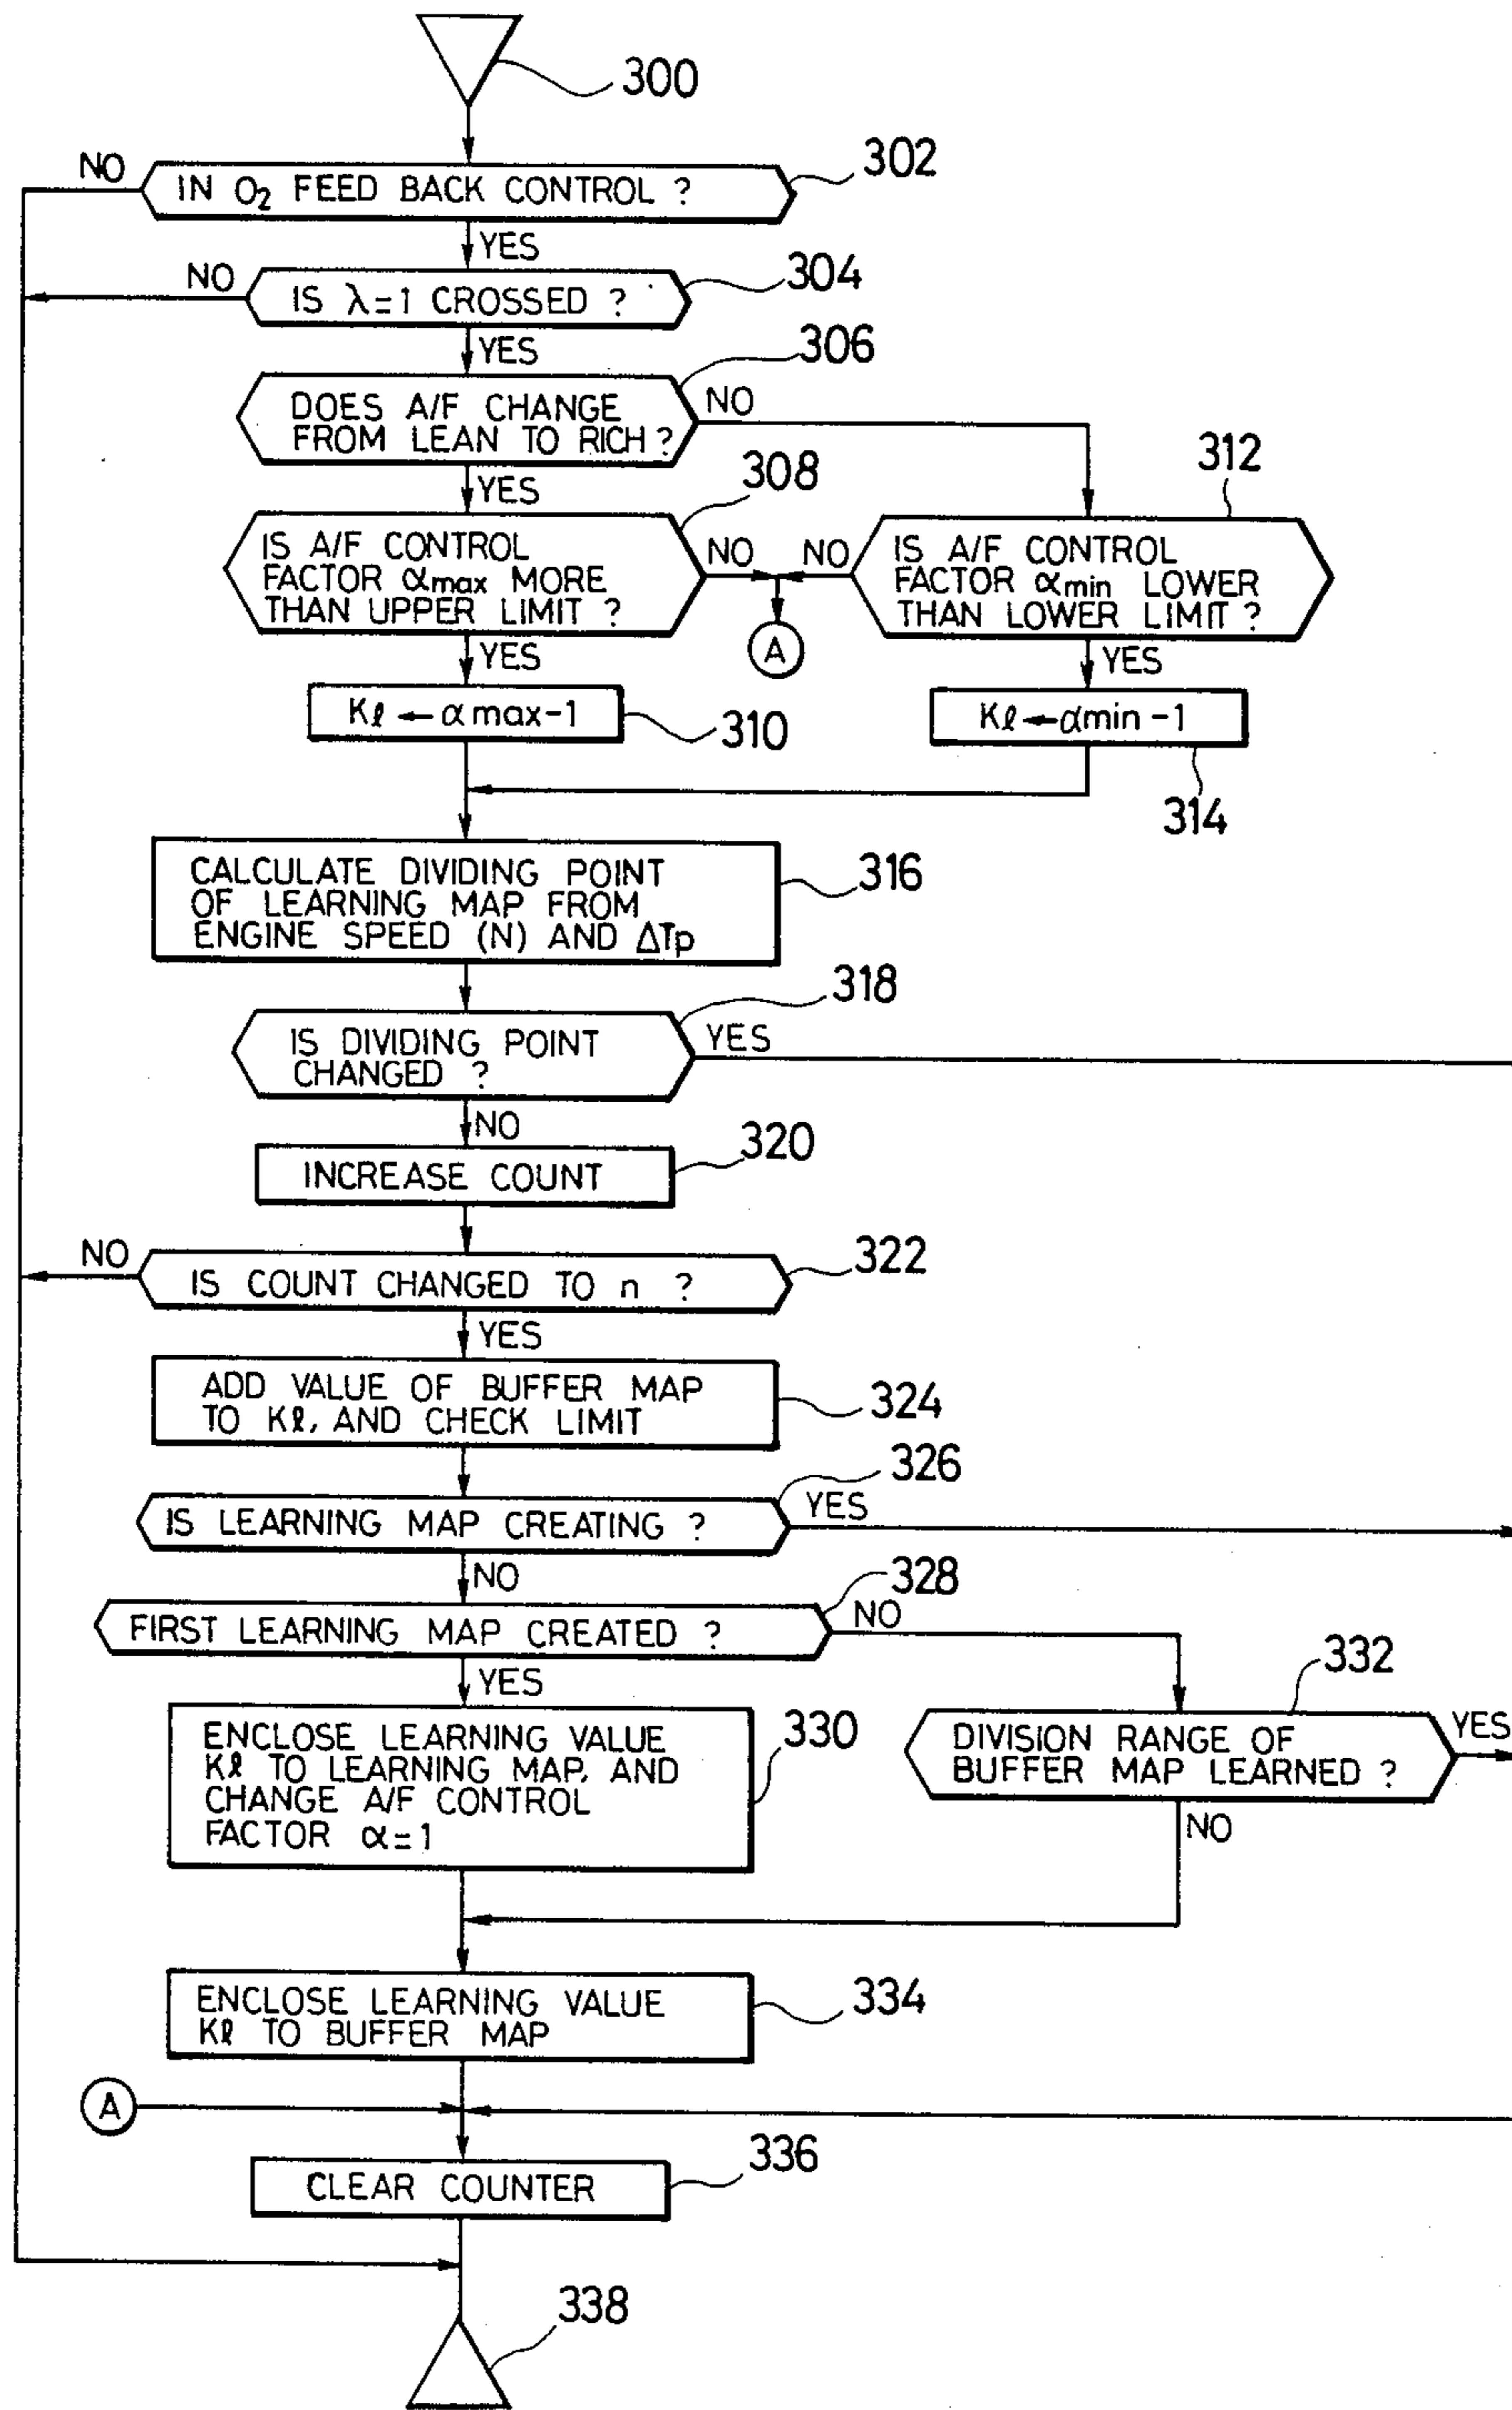 300
NO
IN O₂ FEED BACK CONTROL ?
302
YES
NO
IS λ=1 CROSSED ?
304
YES
306
DOES A/F CHANGE
FROM LEAN TO RICH ?
NO
YES
308
312
IS A/F CONTROL
FACTOR αmax MORE
THAN UPPER LIMIT ?
NO
NO
IS A/F CONTROL
FACTOR αmin LOWER
THAN LOWER LIMIT ?
A
YES
YES
Kℓ ← αmax-1
310
Kℓ ← αmin-1
314
CALCULATE DIVIDING POINT
OF LEARNING MAP FROM
ENGINE SPEED (N) AND ΔTp
316
318
IS DIVIDING POINT
CHANGED ?
YES
NO
320
INCREASE COUNT
NO
IS COUNT CHANGED TO n ?
322
YES
ADD VALUE OF BUFFER MAP
TO Kℓ, AND CHECK LIMIT
324
326
IS LEARNING MAP CREATING ?
YES
NO
328
FIRST LEARNING MAP CREATED ?
NO
YES
332
ENCLOSE LEARNING VALUE
Kℓ TO LEARNING MAP, AND
CHANGE A/F CONTROL
FACTOR α=1
330
DIVISION RANGE OF
BUFFER MAP LEARNED ?
YES
NO
ENCLOSE LEARNING VALUE
Kℓ TO BUFFER MAP
334
A
336
CLEAR COUNTER
338